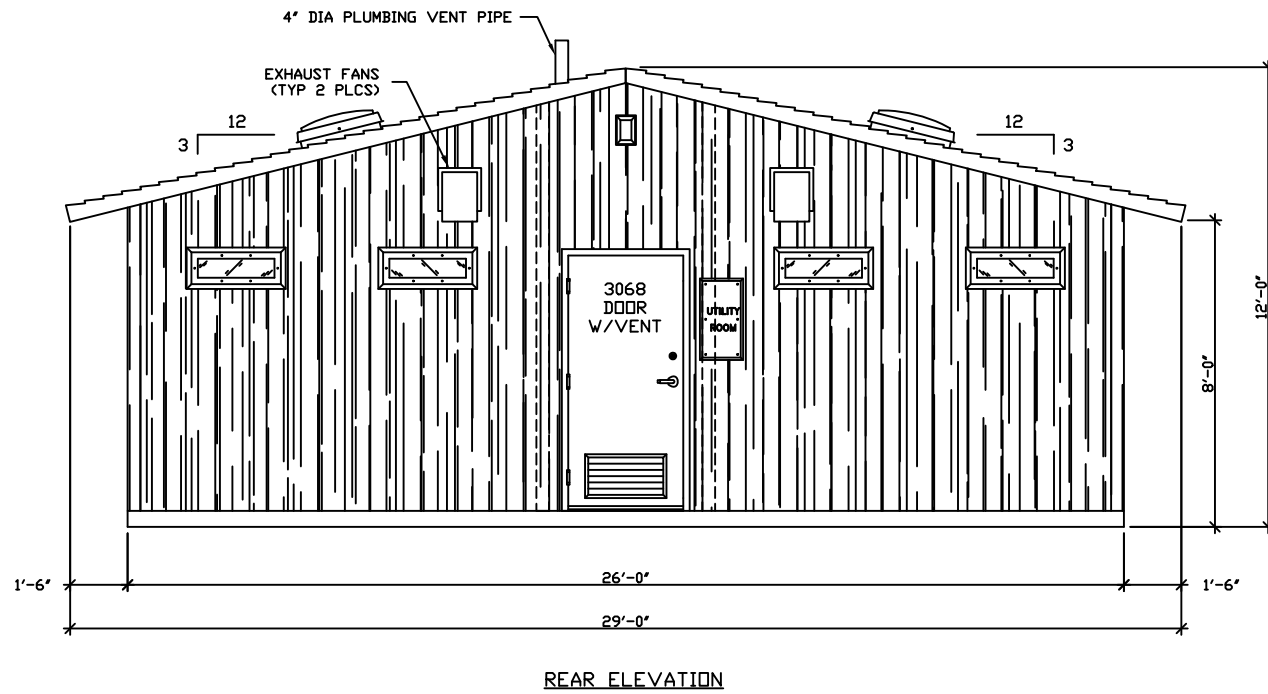 4" DIA PLUMBING VENT PIPE
EXHAUST FANS
(TYP 2 PLCS)
12
3
12
3
3068
DOOR
W/VENT
UTILITY
ROOM
12'-0"
8'-0"
1'-6"
26'-0"
1'-6"
29'-0"
REAR ELEVATION